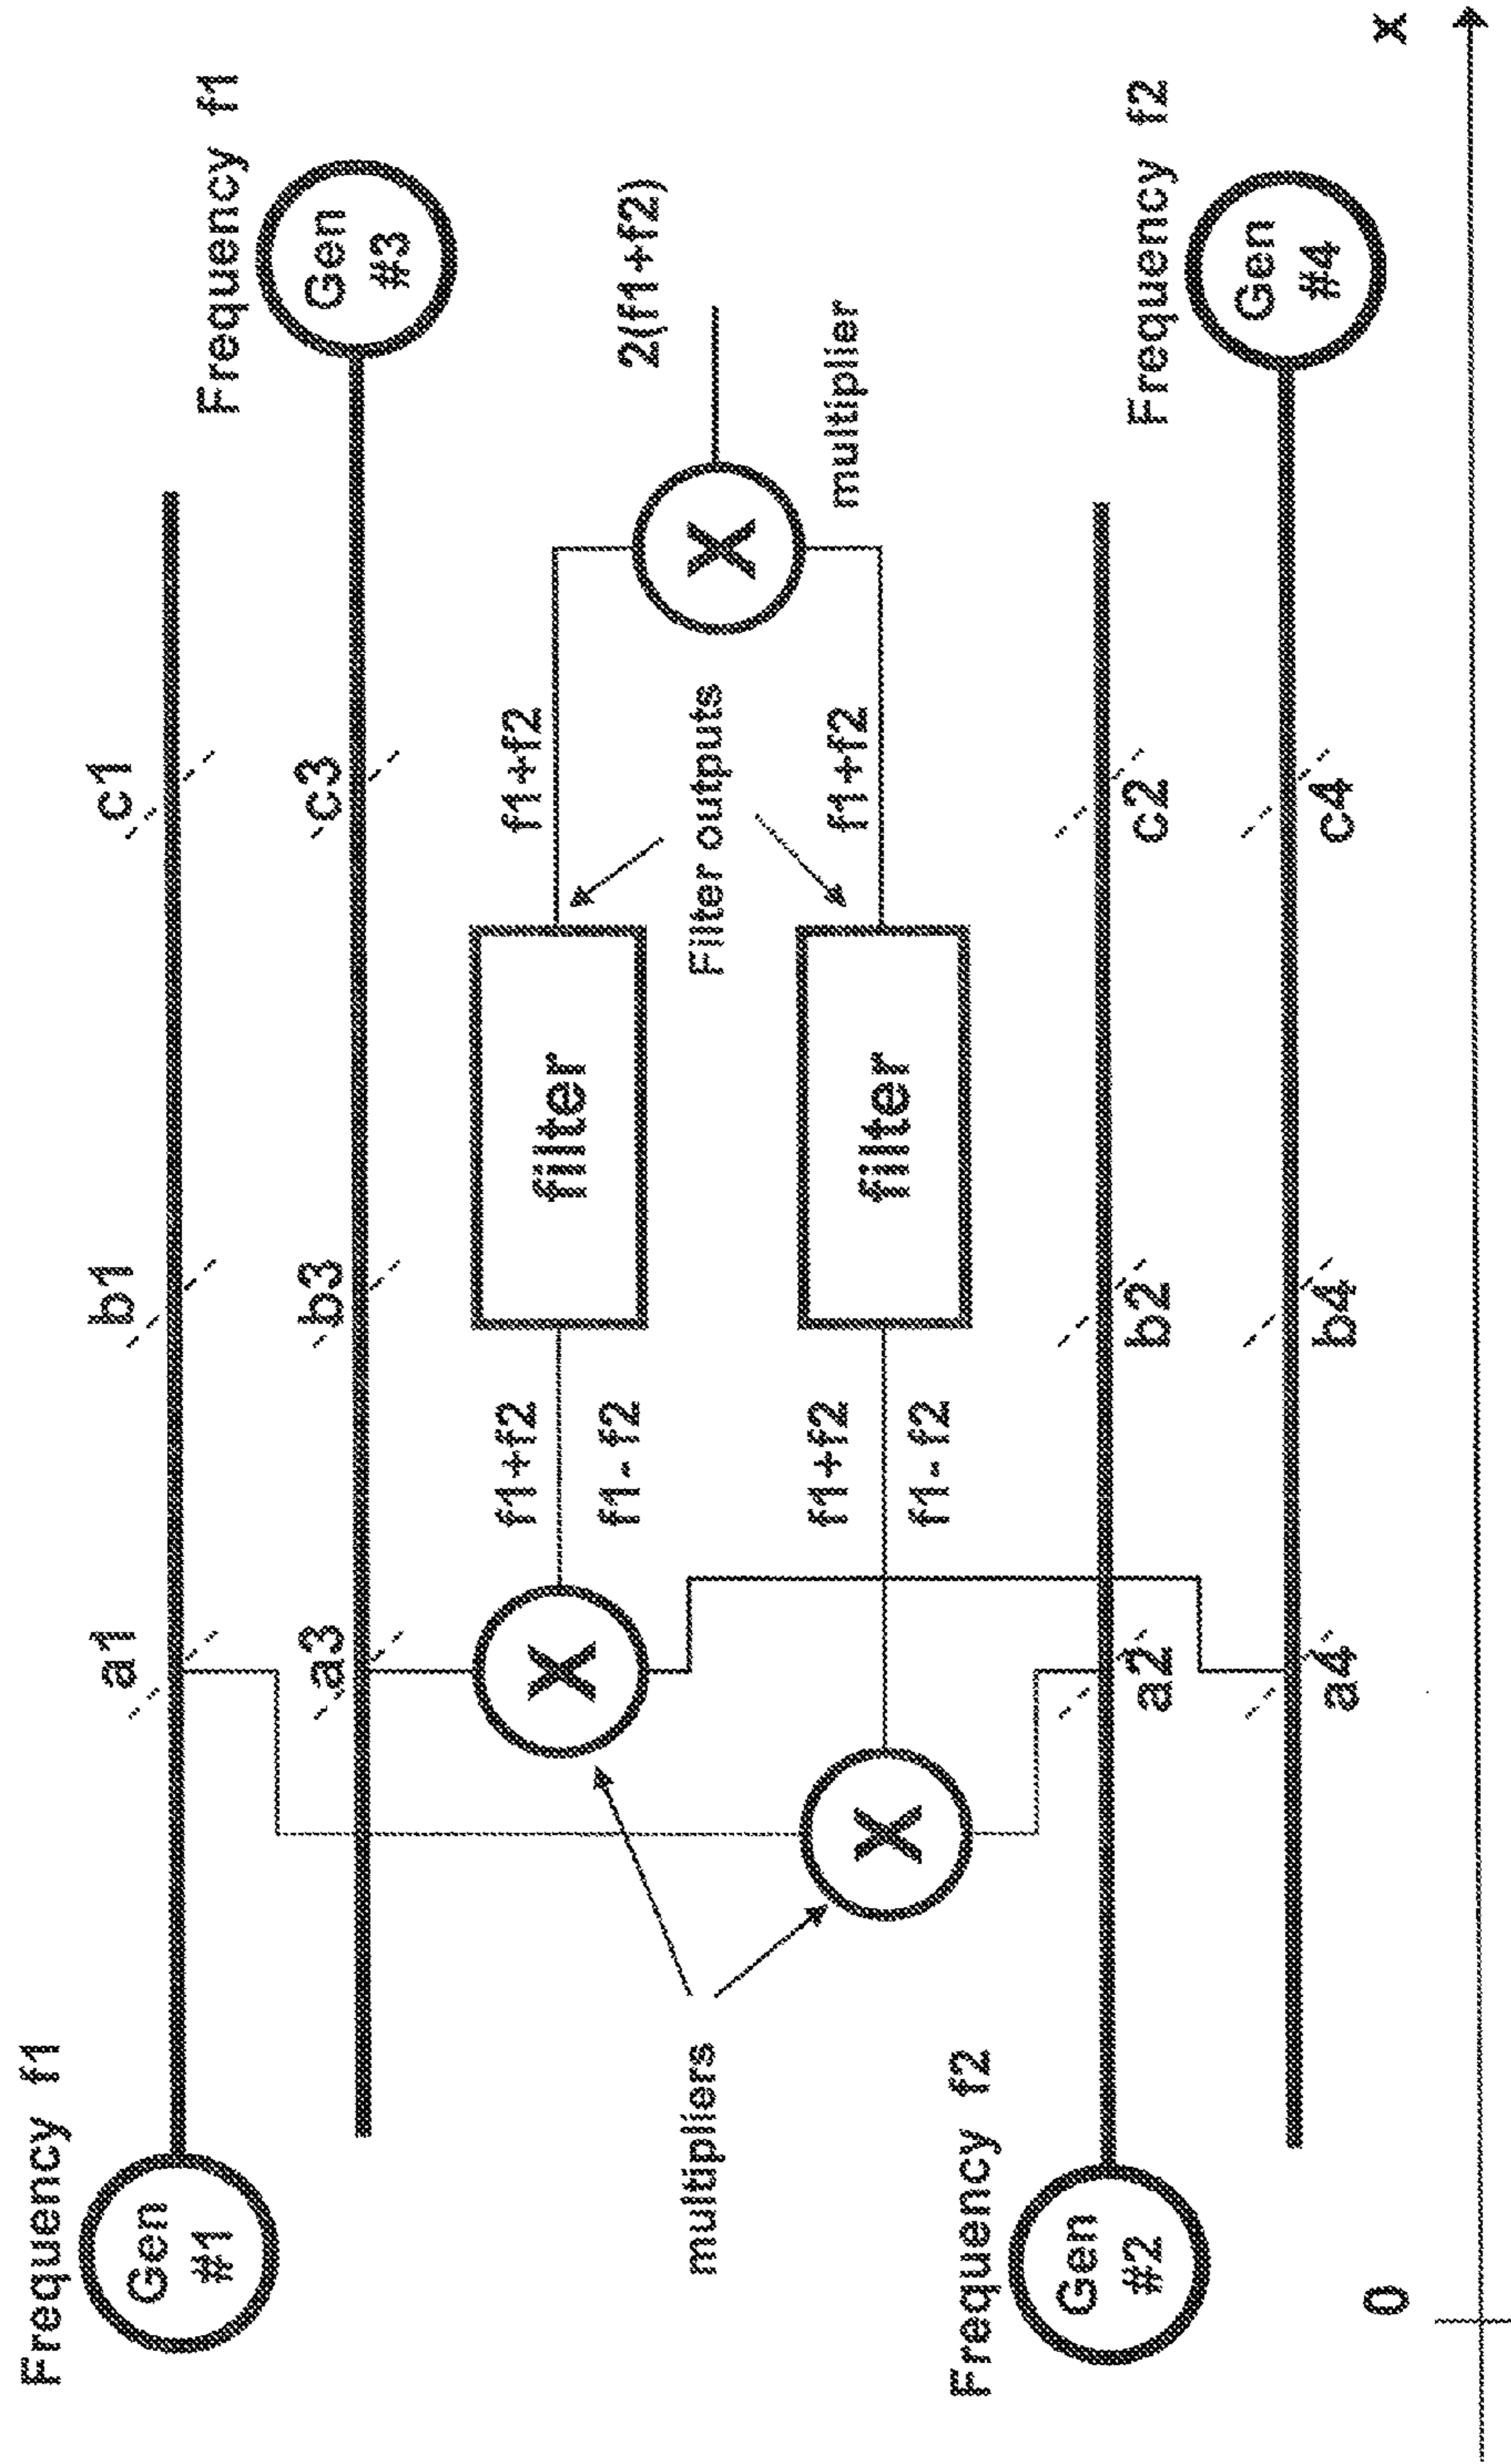 Frequency f1
Gen
#1
a1
b1
c1
Frequency f1
Gen
#3
a3
b3
c3
multipliers
X
f1+f2
f1-f2
filter
f1+f2
Filter outputs
X
2(f1+f2)
multiplier
X
f1+f2
f1-f2
filter
f1+f2
Frequency f2
Gen
#2
a2
b2
c2
Frequency f2
Gen
#4
a4
b4
c4
0
x